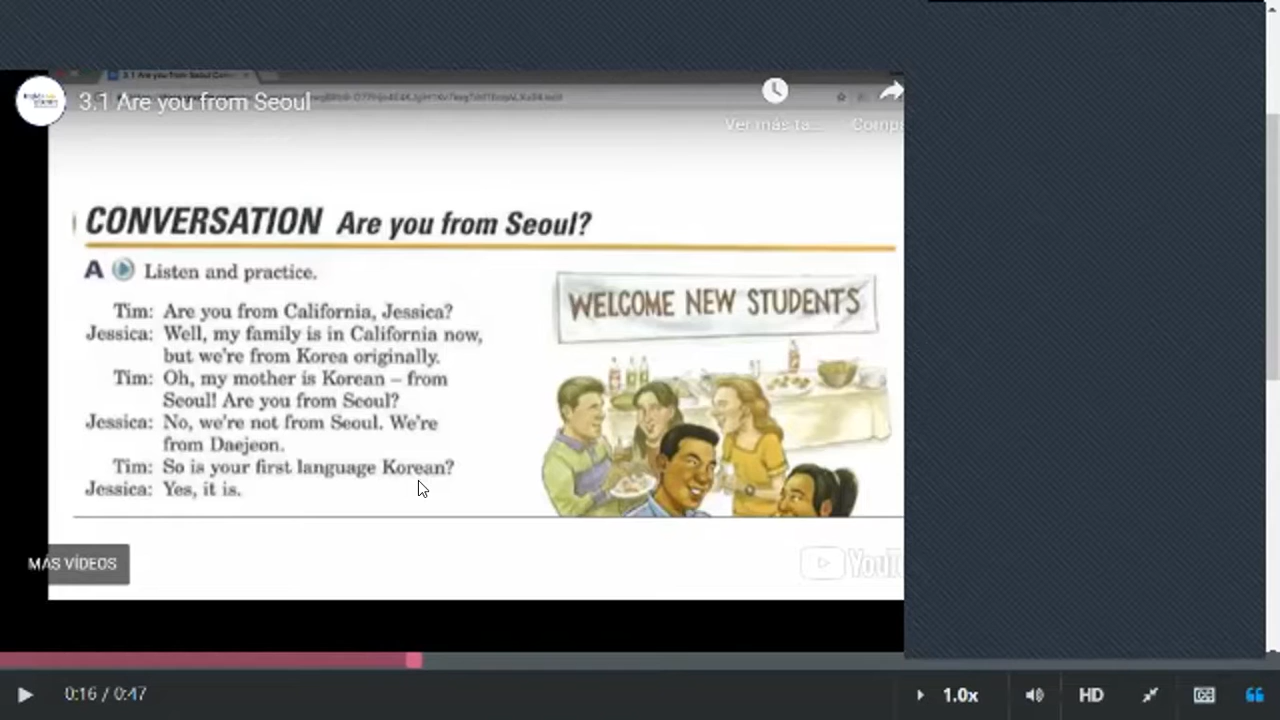 3.1 Are you from Seoul
Ver más ta...
CONVERSATION Are you from Seoul?
A Listen and practice.
Tim: Are you from California, Jessica?
Jessica: Well, my family is in California now,
but we're from Korea originally.
Tim: Oh, my mother is Korean – from
Seoul! Are you from Seoul?
Jessica: No, we're not from Seoul. We're
from Daejeon.
Tim: So is your first language Korean?
Jessica: Yes, it is.
WELCOME NEW STUDENTS
MÁS VÍDEOS
0:16 / 0:47
1.0x
HD